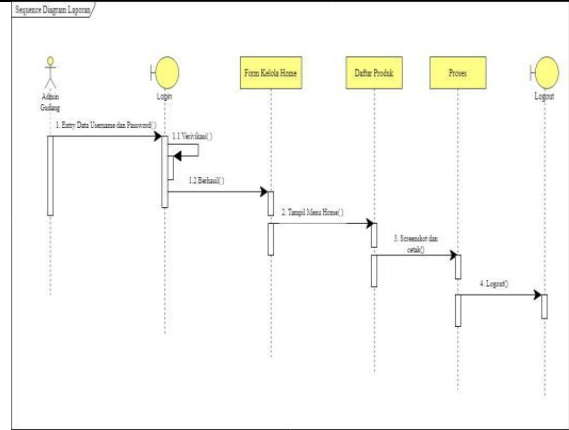 Sequence Diagram Laporan
Admin
Gudang
Login
Form Kelola Home
Daftar Produk
Proses
Logout
1. Entry Data Username dan Password( )
1.1 Verivikasi( )
1.2 Berhasil( )
2. Tampil Menu Home( )
3. Screenshot dan
cetak()
4. Logout()